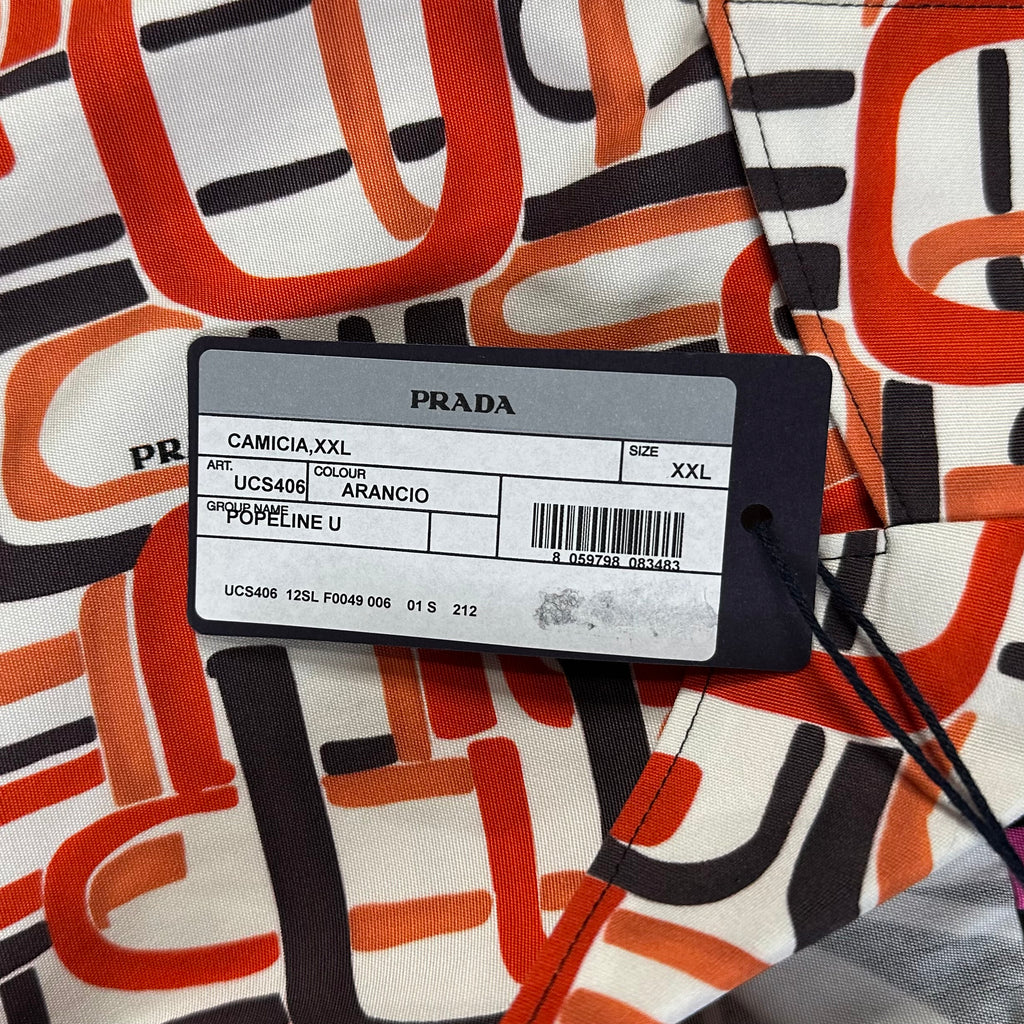 PRADA
CAMICIA,XXL
SIZE
XXL
ART.
UCS406
COLOUR
ARANCIO
GROUP NAME
POPELINE U
8 059798 083483
UCS406 12SL F0049 006 01 S 212
PR